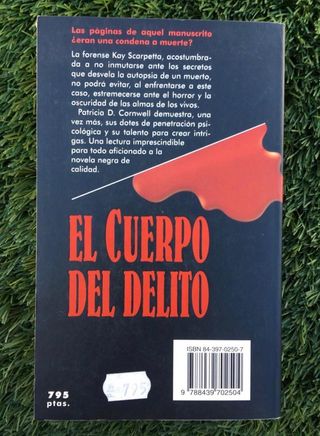 Las páginas de aquel manuscrito
¿eran una condena a muerte?
La forense Kay Scarpetta, acostumbra-
da a no inmutarse ante los secretos
que desvela la autopsia de un muerto,
no podrá evitar, al enfrentarse a este
caso, estremecerse ante el horror y la
oscuridad de las almas de los vivos.
Patricia D. Cornwell demuestra, una
vez más, sus dotes de penetración psi-
cológica y su talento para crear intri-
gas. Una lectura imprescindible
para todo aficionado a la
novela negra de
calidad.
EL CUERPO
DEL DELITO
ISBN 84-397-0250-7
9 788439 702504
795
ptas.
795